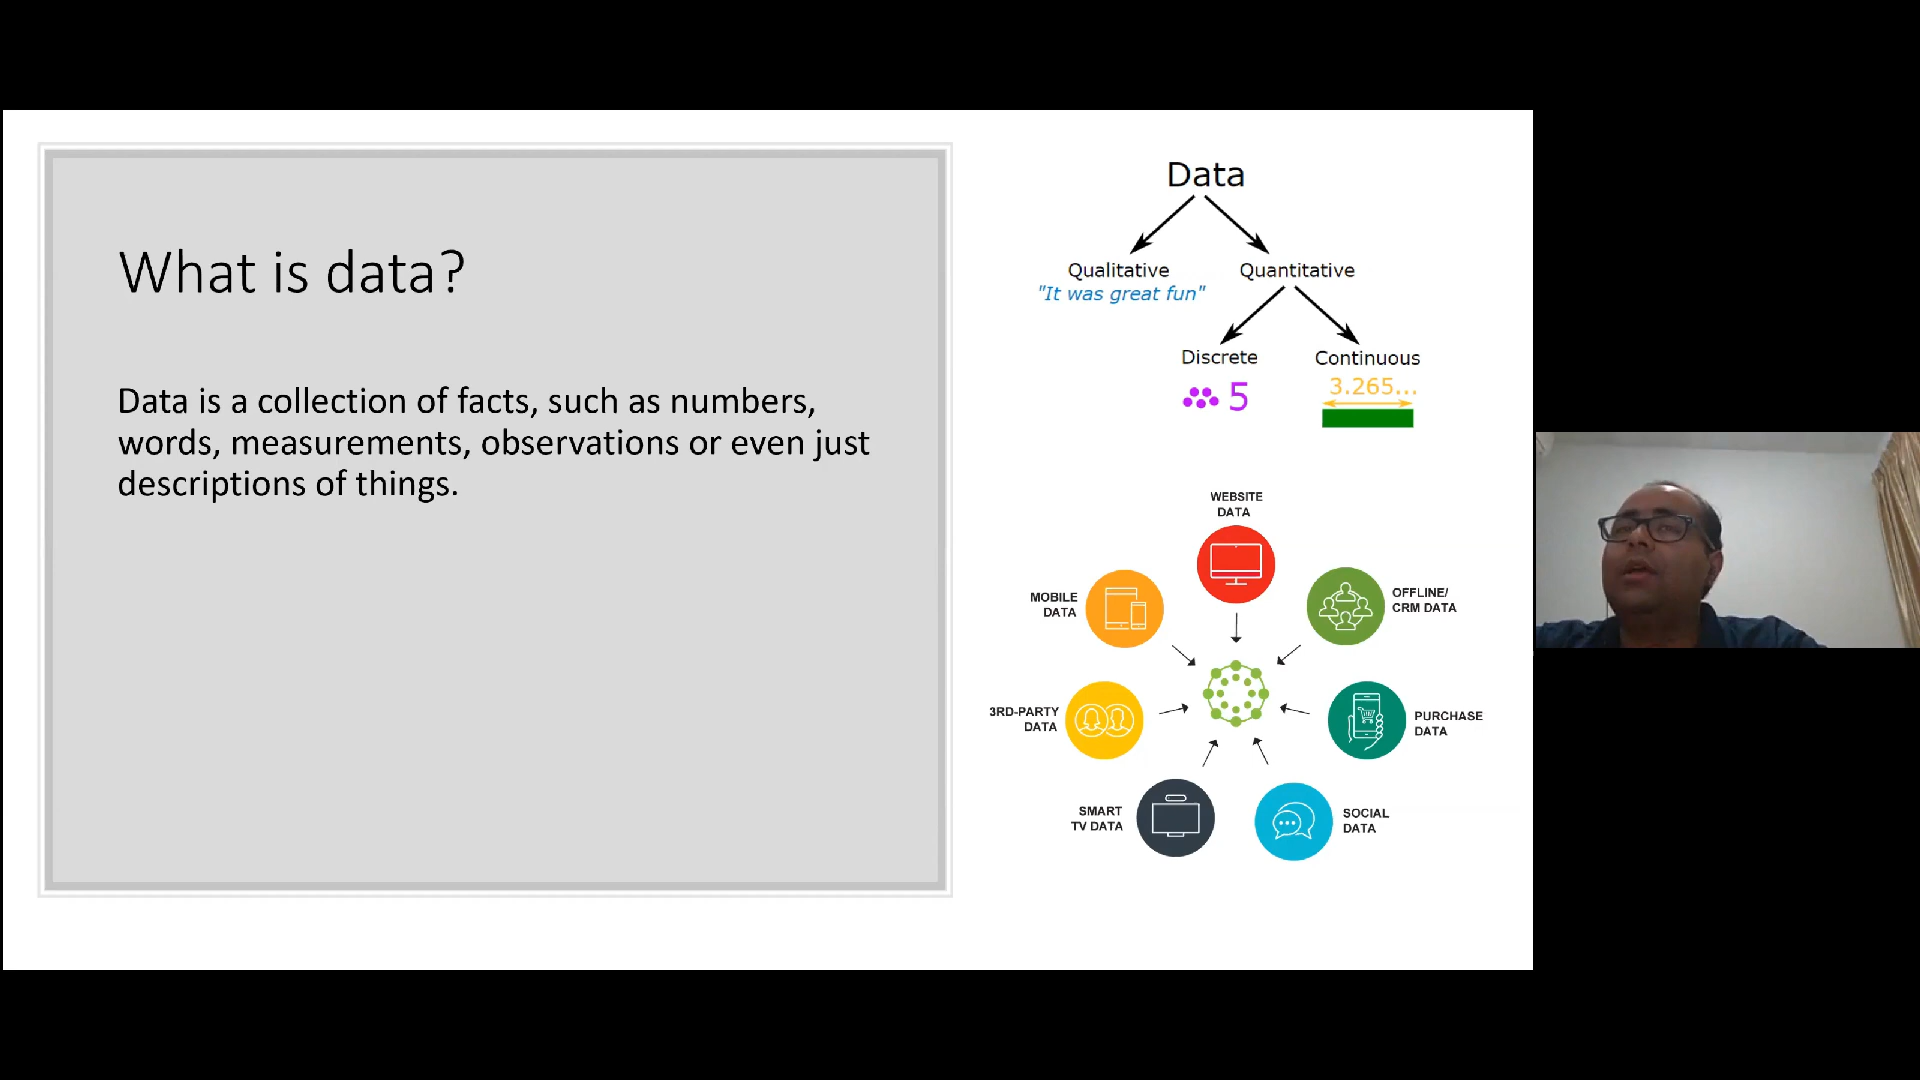 What is data?
Data is a collection of facts, such as numbers,
words, measurements, observations or even just
descriptions of things.
Data
Qualitative
"It was great fun"
Quantitative
Discrete
5
Continuous
3.265...
WEBSITE
DATA
MOBILE
DATA
OFFLINE/
CRM DATA
3RD-PARTY
DATA
PURCHASE
DATA
SMART
TV DATA
SOCIAL
DATA